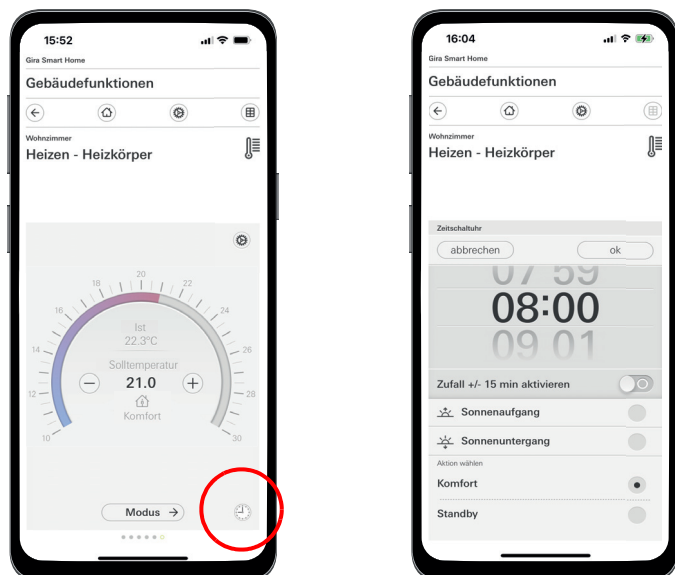 15:52
Gira Smart Home
Gebäudefunktionen
Wohnzimmer
Heizen - Heizkörper
20
18
22
16
24
Ist
22.3°C
14
26
Solltemperatur
21.0
12
28
Komfort
10
30
Modus
16:04
Gira Smart Home
Gebäudefunktionen
Wohnzimmer
Heizen - Heizkörper
Zeitschaltuhr
abbrechen ok
07 59
08:00
09 01
Zufall +/- 15 min aktivieren
Sonnenaufgang
Sonnenuntergang
Aktion wählen
Komfort
Standby